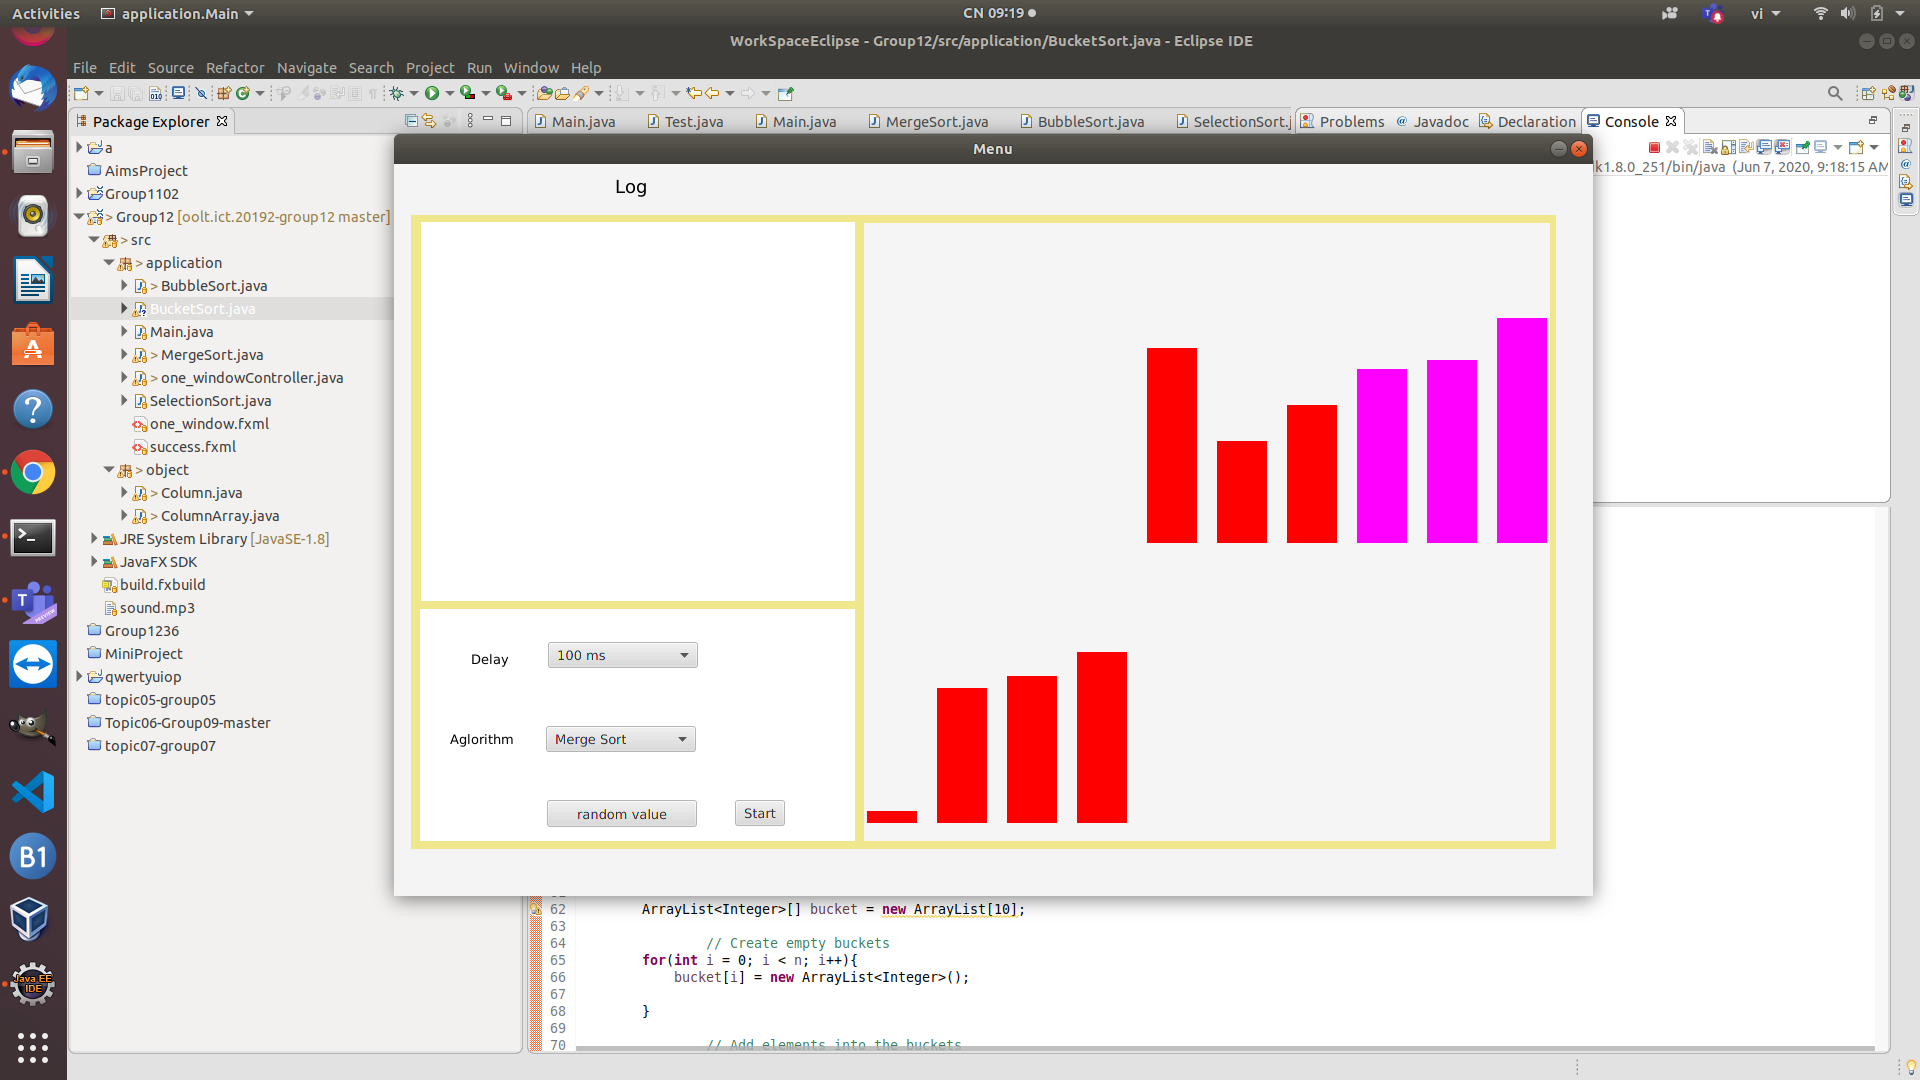 Activities
application.Main
CN 09:19
vi
WorkSpaceEclipse - Group12/src/application/BucketSort.java - Eclipse IDE
File Edit Source Refactor Navigate Search Project Run Window Help
Package Explorer
Main.java Test.java Main.java MergeSort.java BubbleSort.java SelectionSort.j
Problems @ Javadoc Declaration Console
k1.8.0_251/bin/java (Jun 7, 2020, 9:18:15 AM
a
AimsProject
Group1102
> Group12 [oolt.ict.20192-group12 master]
> src
> application
> BubbleSort.java
BucketSort.java
Main.java
> MergeSort.java
> one_windowController.java
SelectionSort.java
one_window.fxml
success.fxml
> object
> Column.java
> ColumnArray.java
JRE System Library [JavaSE-1.8]
JavaFX SDK
build.fxbuild
sound.mp3
Group1236
MiniProject
qwertyuiop
topic05-group05
Topic06-Group09-master
topic07-group07
Menu
Log
Delay
100 ms
Aglorithm
Merge Sort
random value
Start
62 ArrayList<Integer>[] bucket = new ArrayList[10];
63
64 // Create empty buckets
65 for(int i = 0; i < n; i++){
66 bucket[i] = new ArrayList<Integer>();
67
68 }
69
70 // Add elements into the buckets
B1
Java EE
IDE